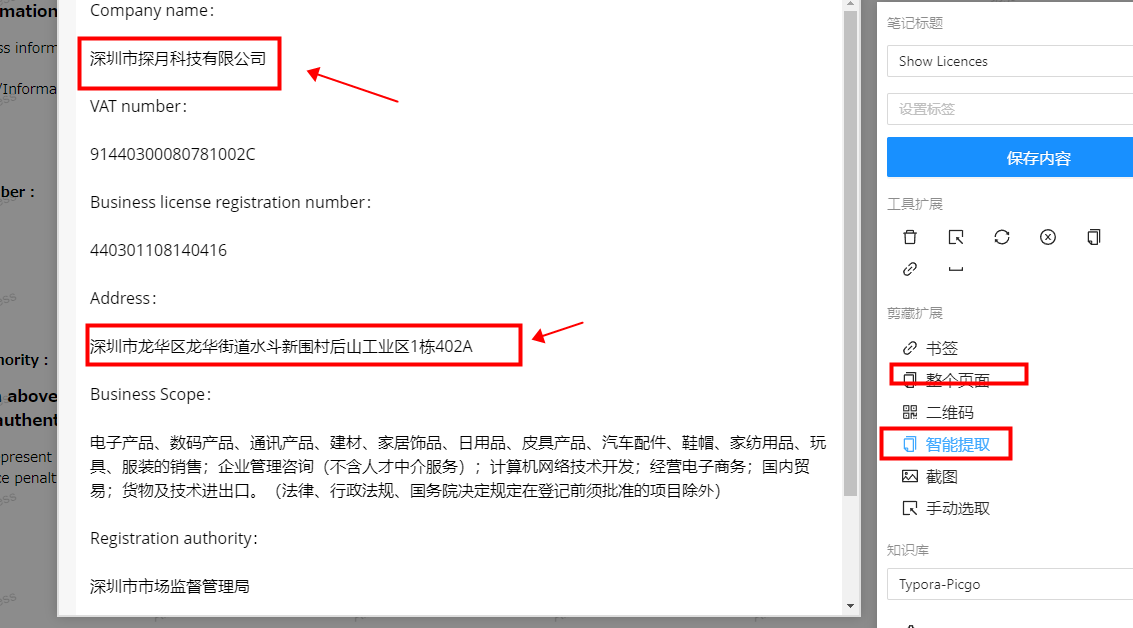 mation
ss inform
/Informa
ber :
ority :
above
authent
present
ce penalt
Company name：
深圳市探月科技有限公司
VAT number：
91440300080781002C
Business license registration number：
440301108140416
Address：
深圳市龙华区龙华街道水斗新围村后山工业区1栋402A
Business Scope：
电子产品、数码产品、通讯产品、建材、家居饰品、日用品、皮具产品、汽车配件、鞋帽、家纺用品、玩
具、服装的销售；企业管理咨询（不含人才中介服务）；计算机网络技术开发；经营电子商务；国内贸
易；货物及技术进出口。（法律、行政法规、国务院决定规定在登记前须批准的项目除外）
Registration authority：
深圳市市场监督管理局
笔记标题
Show Licences
设置标签
保存内容
工具扩展
剪藏扩展
书签
整个页面
二维码
智能提取
截图
手动选取
知识库
Typora-Picgo